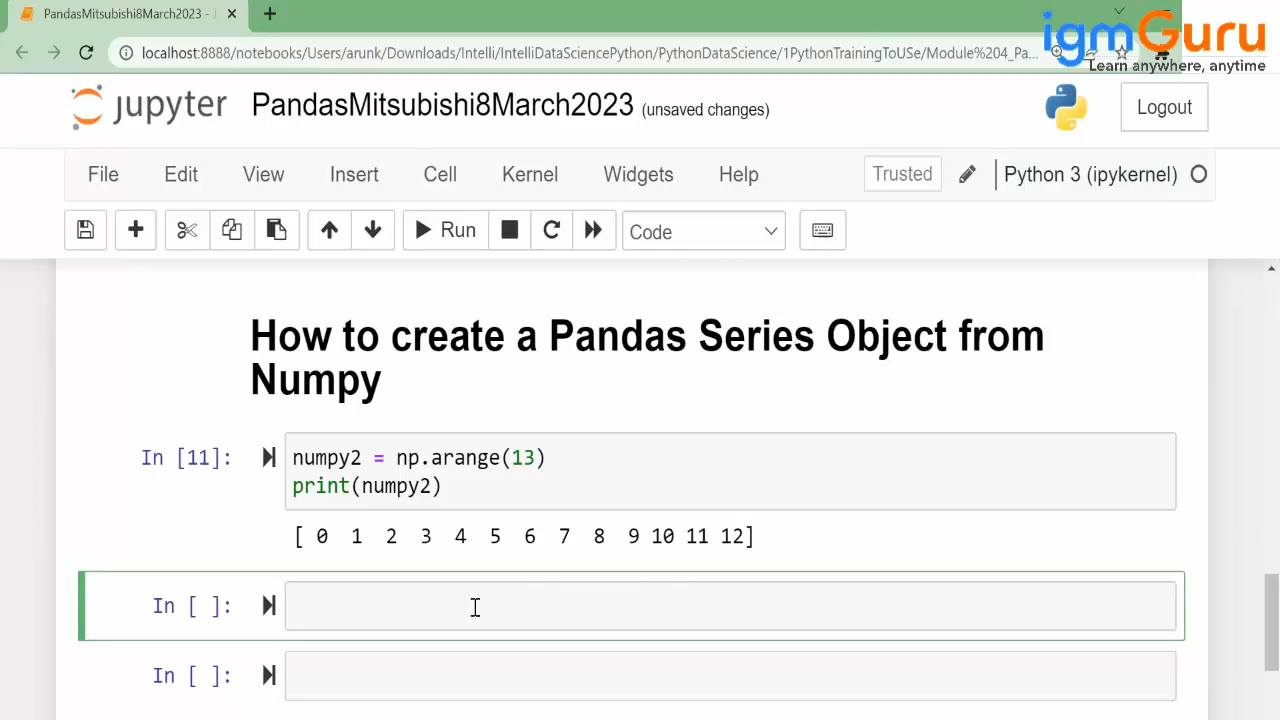 PandasMitsubishi8March2023 -
localhost:8888/notebooks/Users/arunk/Downloads/Intelli/IntelliDataSciencePython/PythonDataScience/1PythonTrainingToUSe/Module%204_Pa...
igmGuru
Learn anywhere, anytime
jupyter PandasMitsubishi8March2023 (unsaved changes)
Logout
File Edit View Insert Cell Kernel Widgets Help Trusted Python 3 (ipykernel)
Run Code
How to create a Pandas Series Object from
Numpy
In [11]: numpy2 = np.arange(13)
print(numpy2)
[ 0 1 2 3 4 5 6 7 8 9 10 11 12]
In [ ]:
In [ ]: